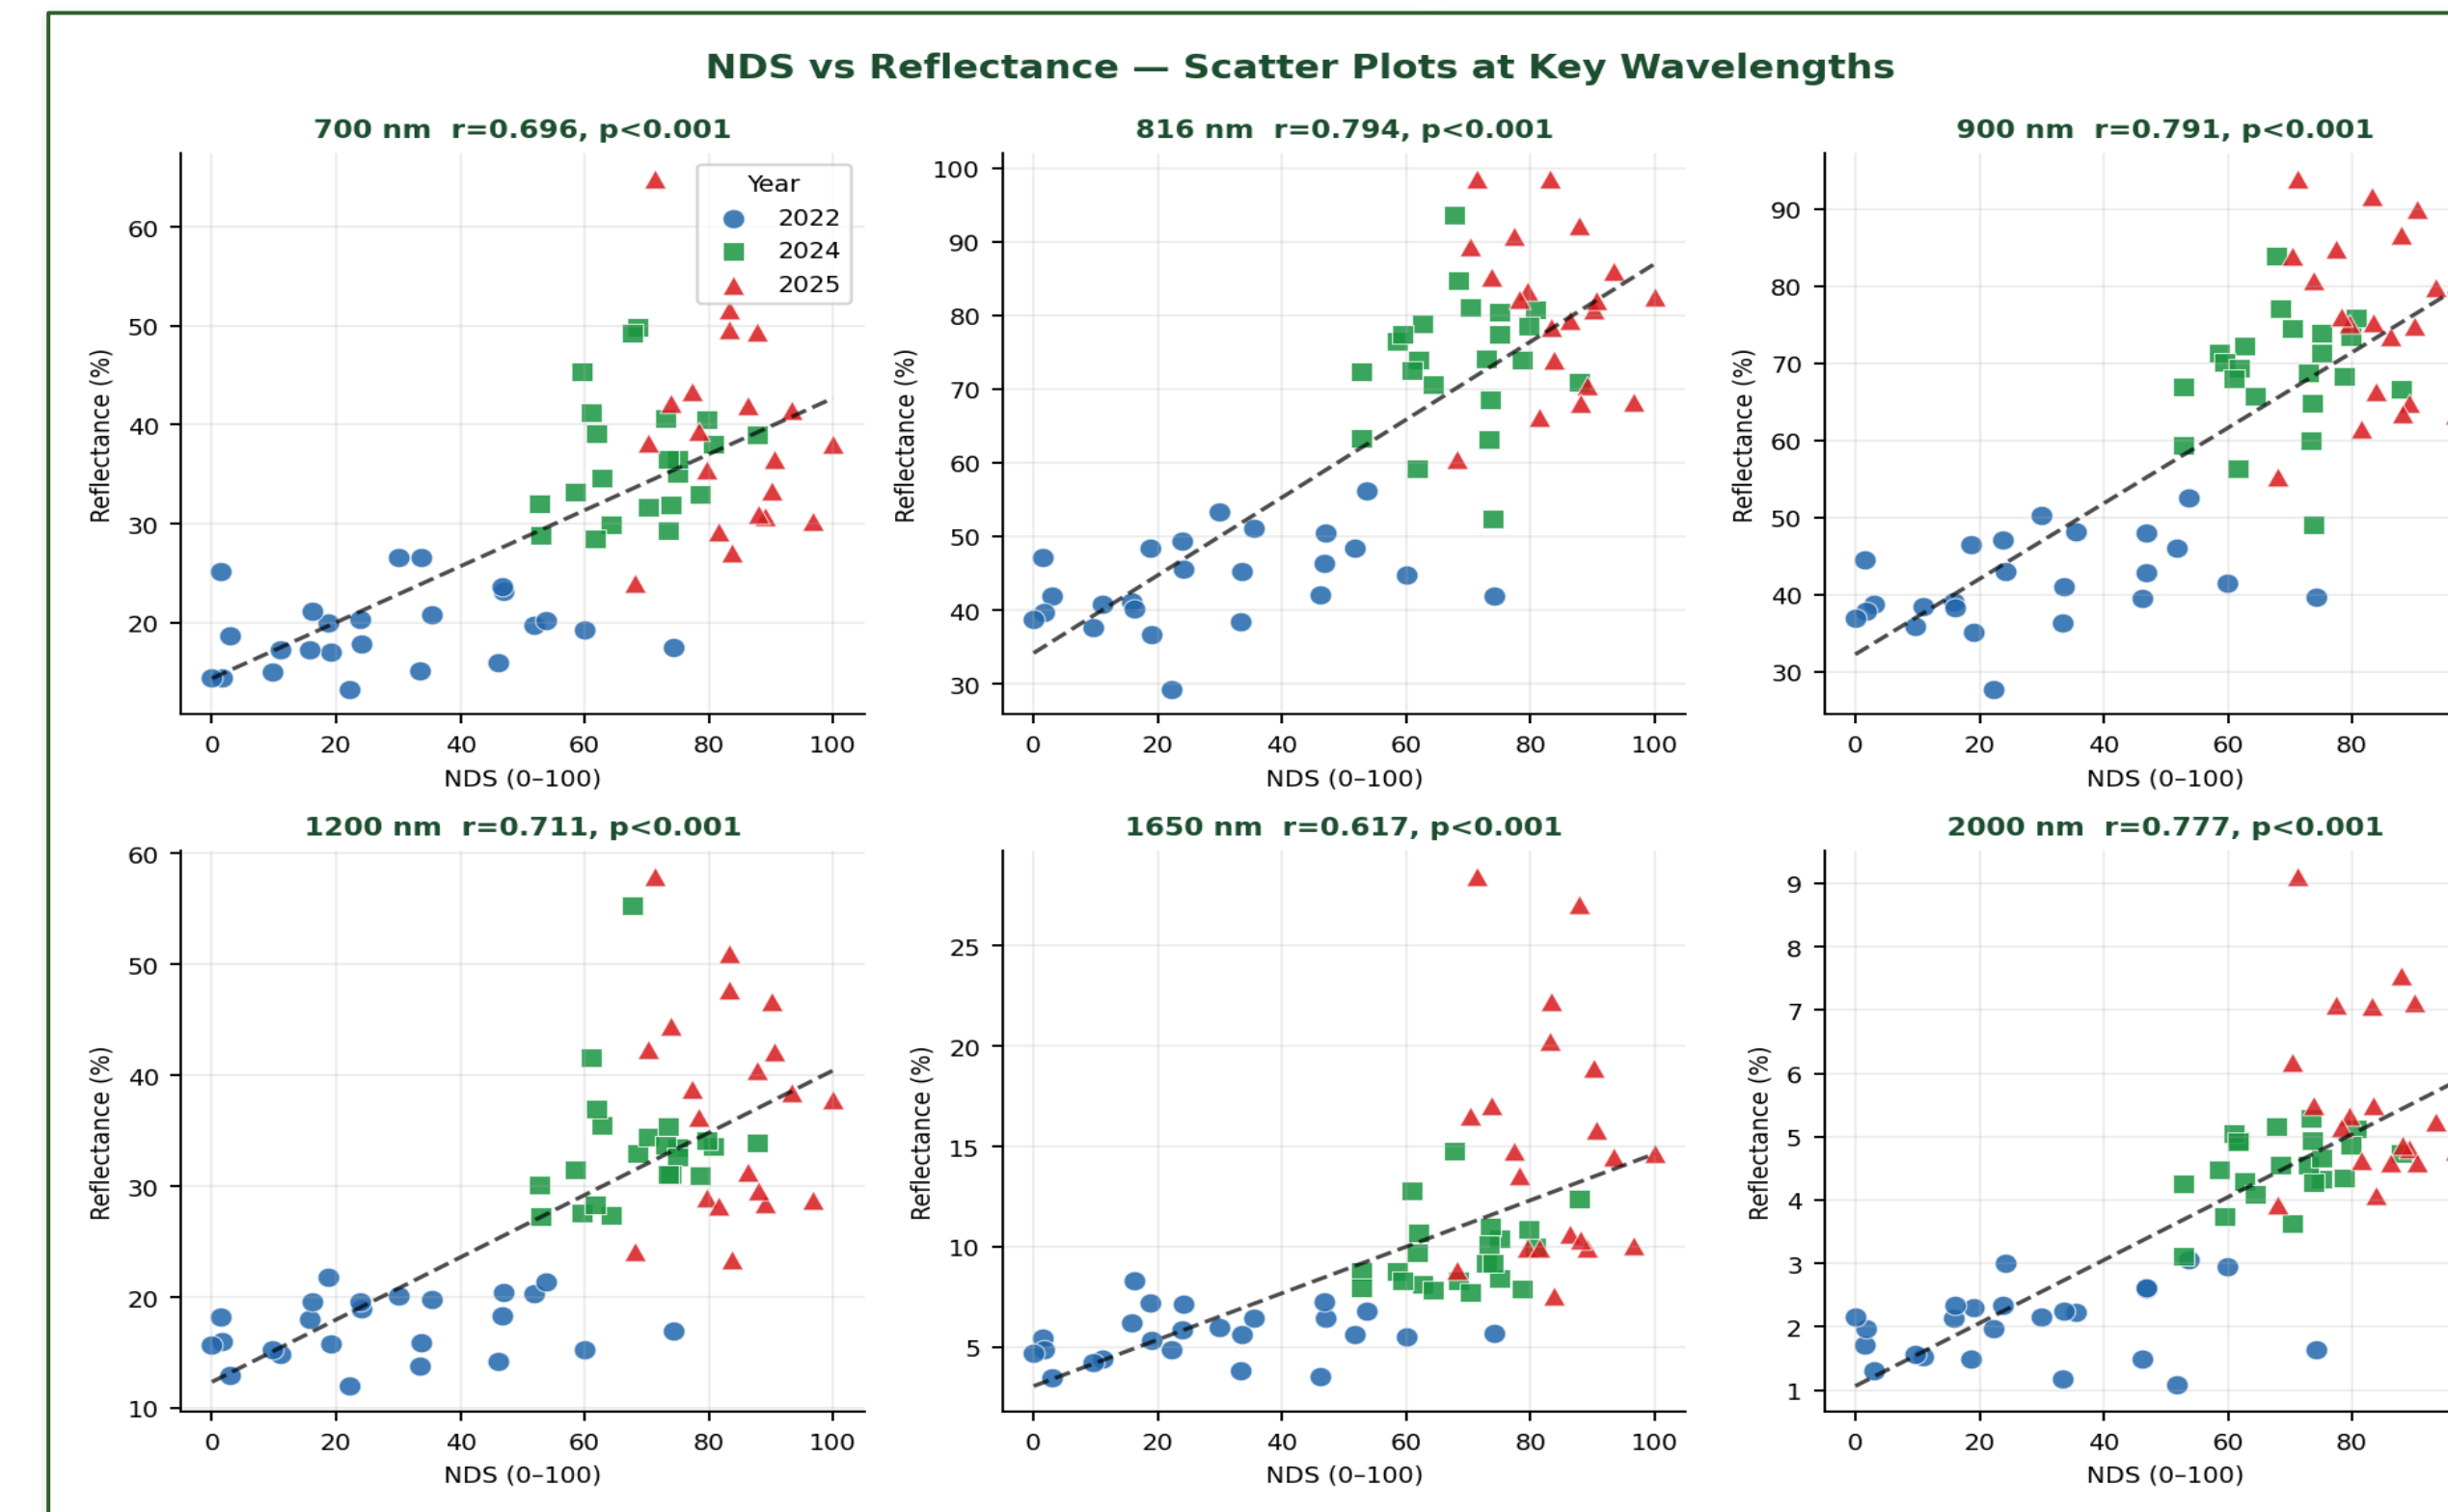 NDS vs Reflectance — Scatter Plots at Key Wavelengths
700 nm r=0.696, p<0.001
816 nm r=0.794, p<0.001
900 nm r=0.791, p<0.001
Year
2022
2024
2025
Reflectance (%)
60
50
40
30
20
0 20 40 60 80 100
NDS (0–100)
Reflectance (%)
100
90
80
70
60
50
40
30
0 20 40 60 80 100
NDS (0–100)
Reflectance (%)
90
80
70
60
50
40
30
0 20 40 60 80
NDS (0–100)
1200 nm r=0.711, p<0.001
1650 nm r=0.617, p<0.001
2000 nm r=0.777, p<0.001
Reflectance (%)
60
50
40
30
20
10
0 20 40 60 80 100
NDS (0–100)
Reflectance (%)
25
20
15
10
5
0 20 40 60 80 100
NDS (0–100)
Reflectance (%)
9
8
7
6
5
4
3
2
1
0 20 40 60 80
NDS (0–100)